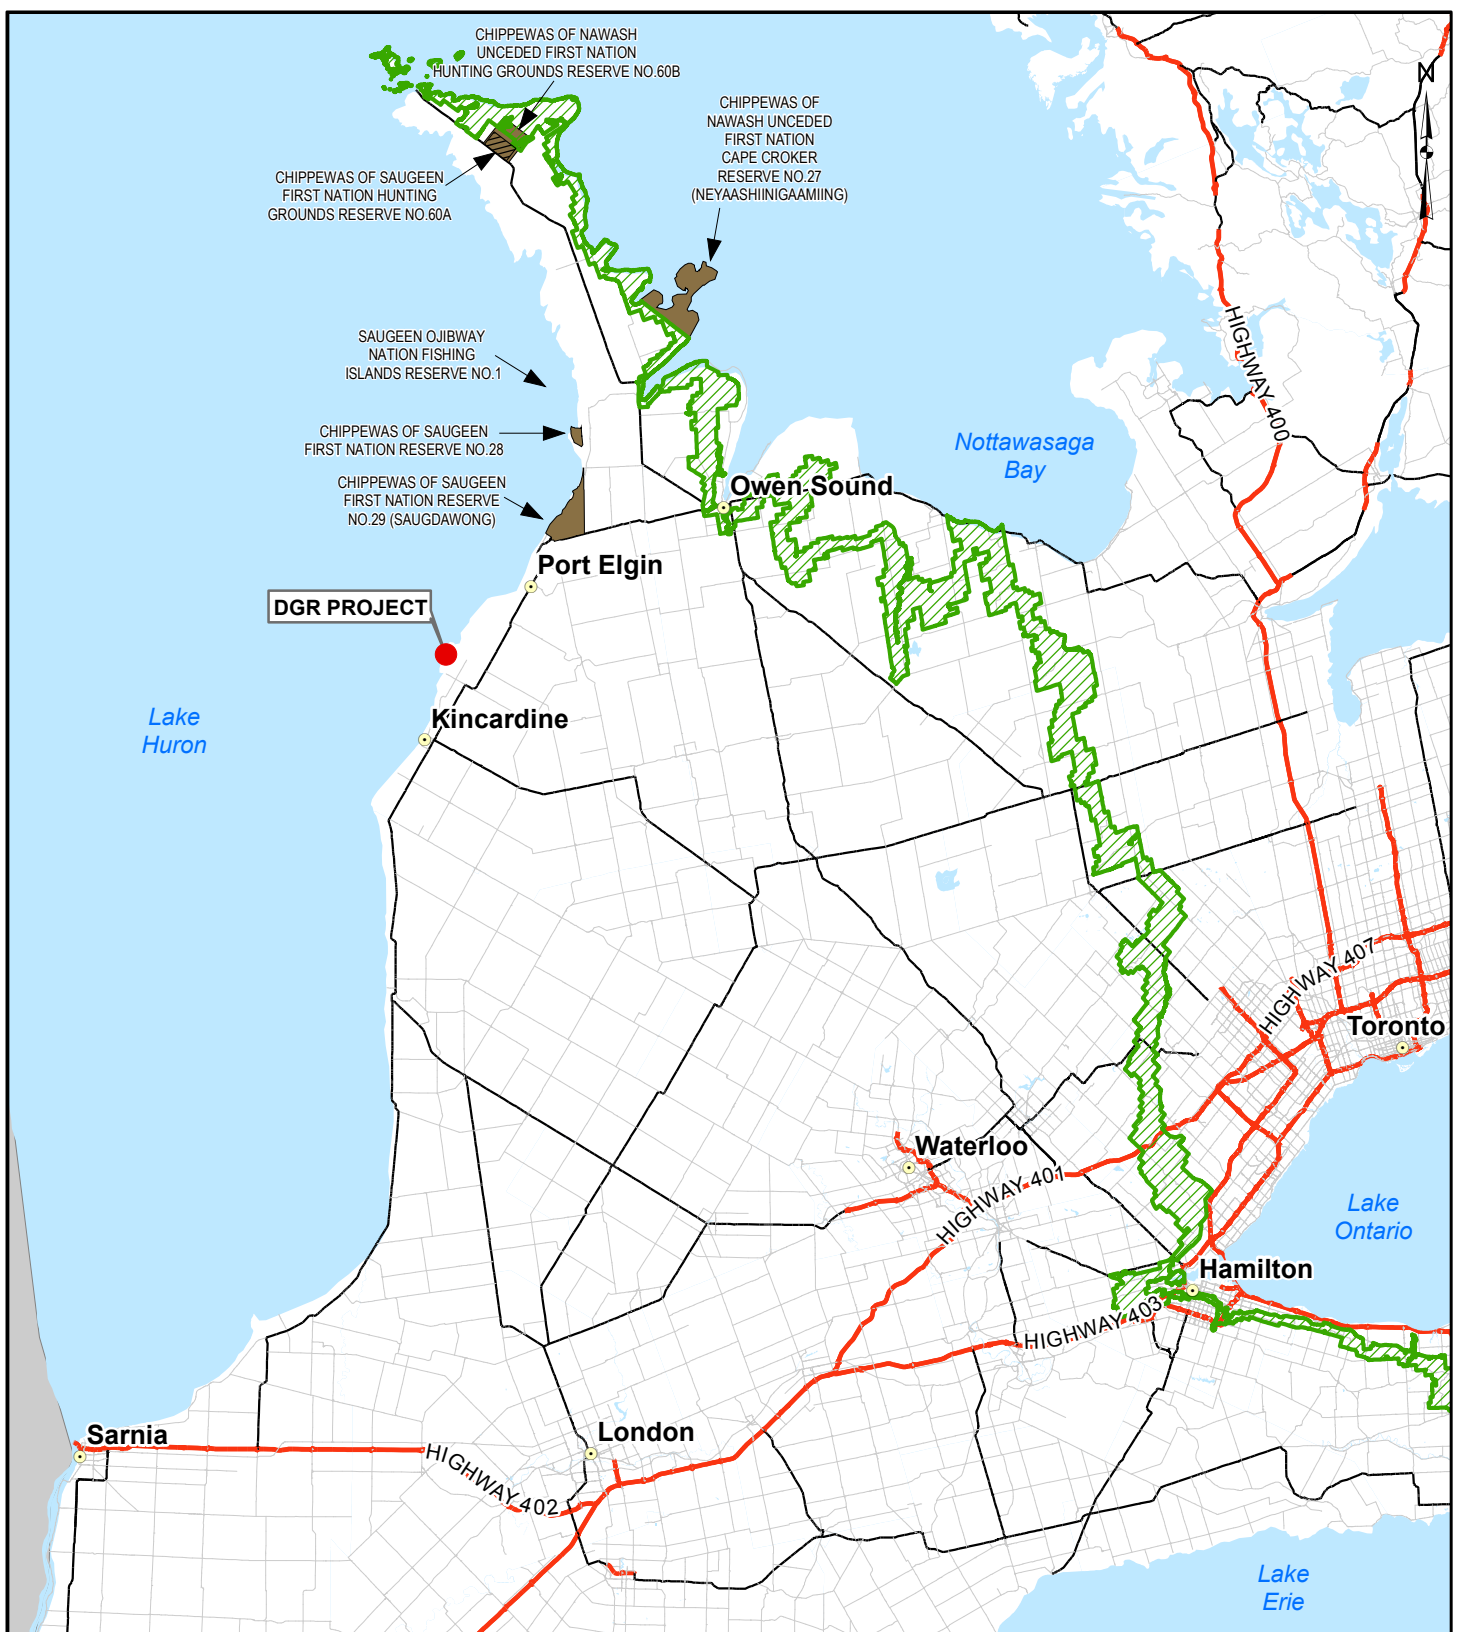 CHIPPEWAS OF NAWASH
UNCEDED FIRST NATION
HUNTING GROUNDS RESERVE NO.60B
N
CHIPPEWAS OF
NAWASH UNCEDED
FIRST NATION
CAPE CROKER
RESERVE NO.27
(NEYAASHIINIGAAMIING)
CHIPPEWAS OF SAUGEEN
FIRST NATION HUNTING
GROUNDS RESERVE NO.60A
SAUGEEN OJIBWAY
NATION FISHING
ISLANDS RESERVE NO.1
HIGHWAY 400
CHIPPEWAS OF SAUGEEN
FIRST NATION RESERVE NO.28
Nottawasaga
Bay
CHIPPEWAS OF SAUGEEN
FIRST NATION RESERVE
NO.29 (SAUGDAWONG)
Owen Sound
Port Elgin
DGR PROJECT
Lake
Huron
Kincardine
HIGHWAY 407
Toronto
Waterloo
HIGHWAY 401
Lake
Ontario
Hamilton
HIGHWAY 403
Sarnia
London
HIGHWAY 402
Lake
Erie